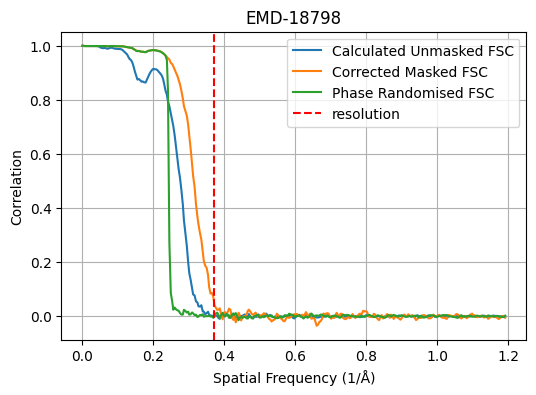 EMD-18798
Calculated Unmasked FSC
Corrected Masked FSC
Phase Randomised FSC
resolution
Correlation
1.0
0.8
0.6
0.4
0.2
0.0
0.0 0.2 0.4 0.6 0.8 1.0 1.2
Spatial Frequency (1/Å)